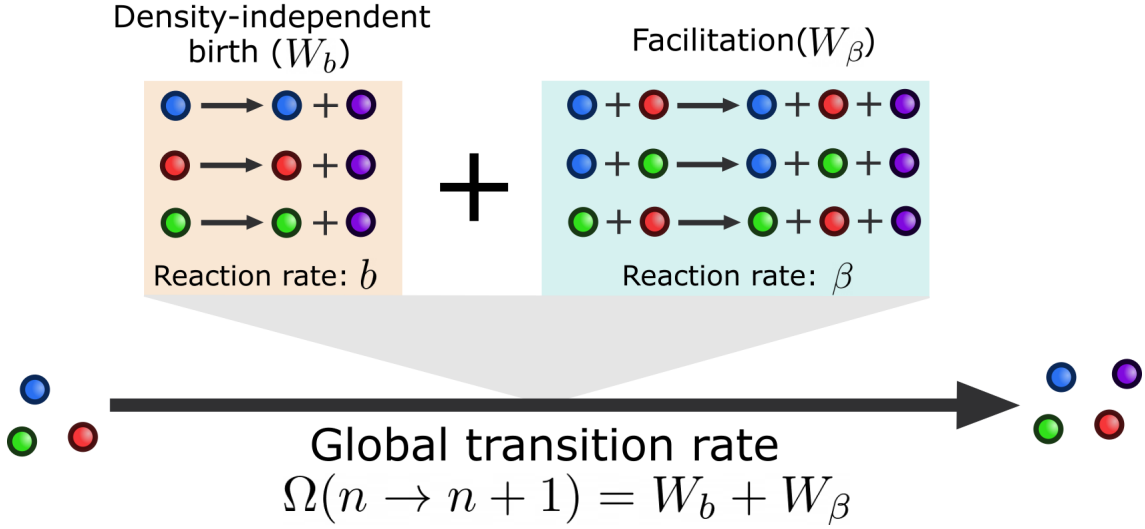 Density-independent
birth (W_b)
Facilitation(W_β)
+
+
+
+
+ +
+ +
+ +
+
Reaction rate: b
Reaction rate: β
Global transition rate
Ω(n → n + 1) = W_b + W_β